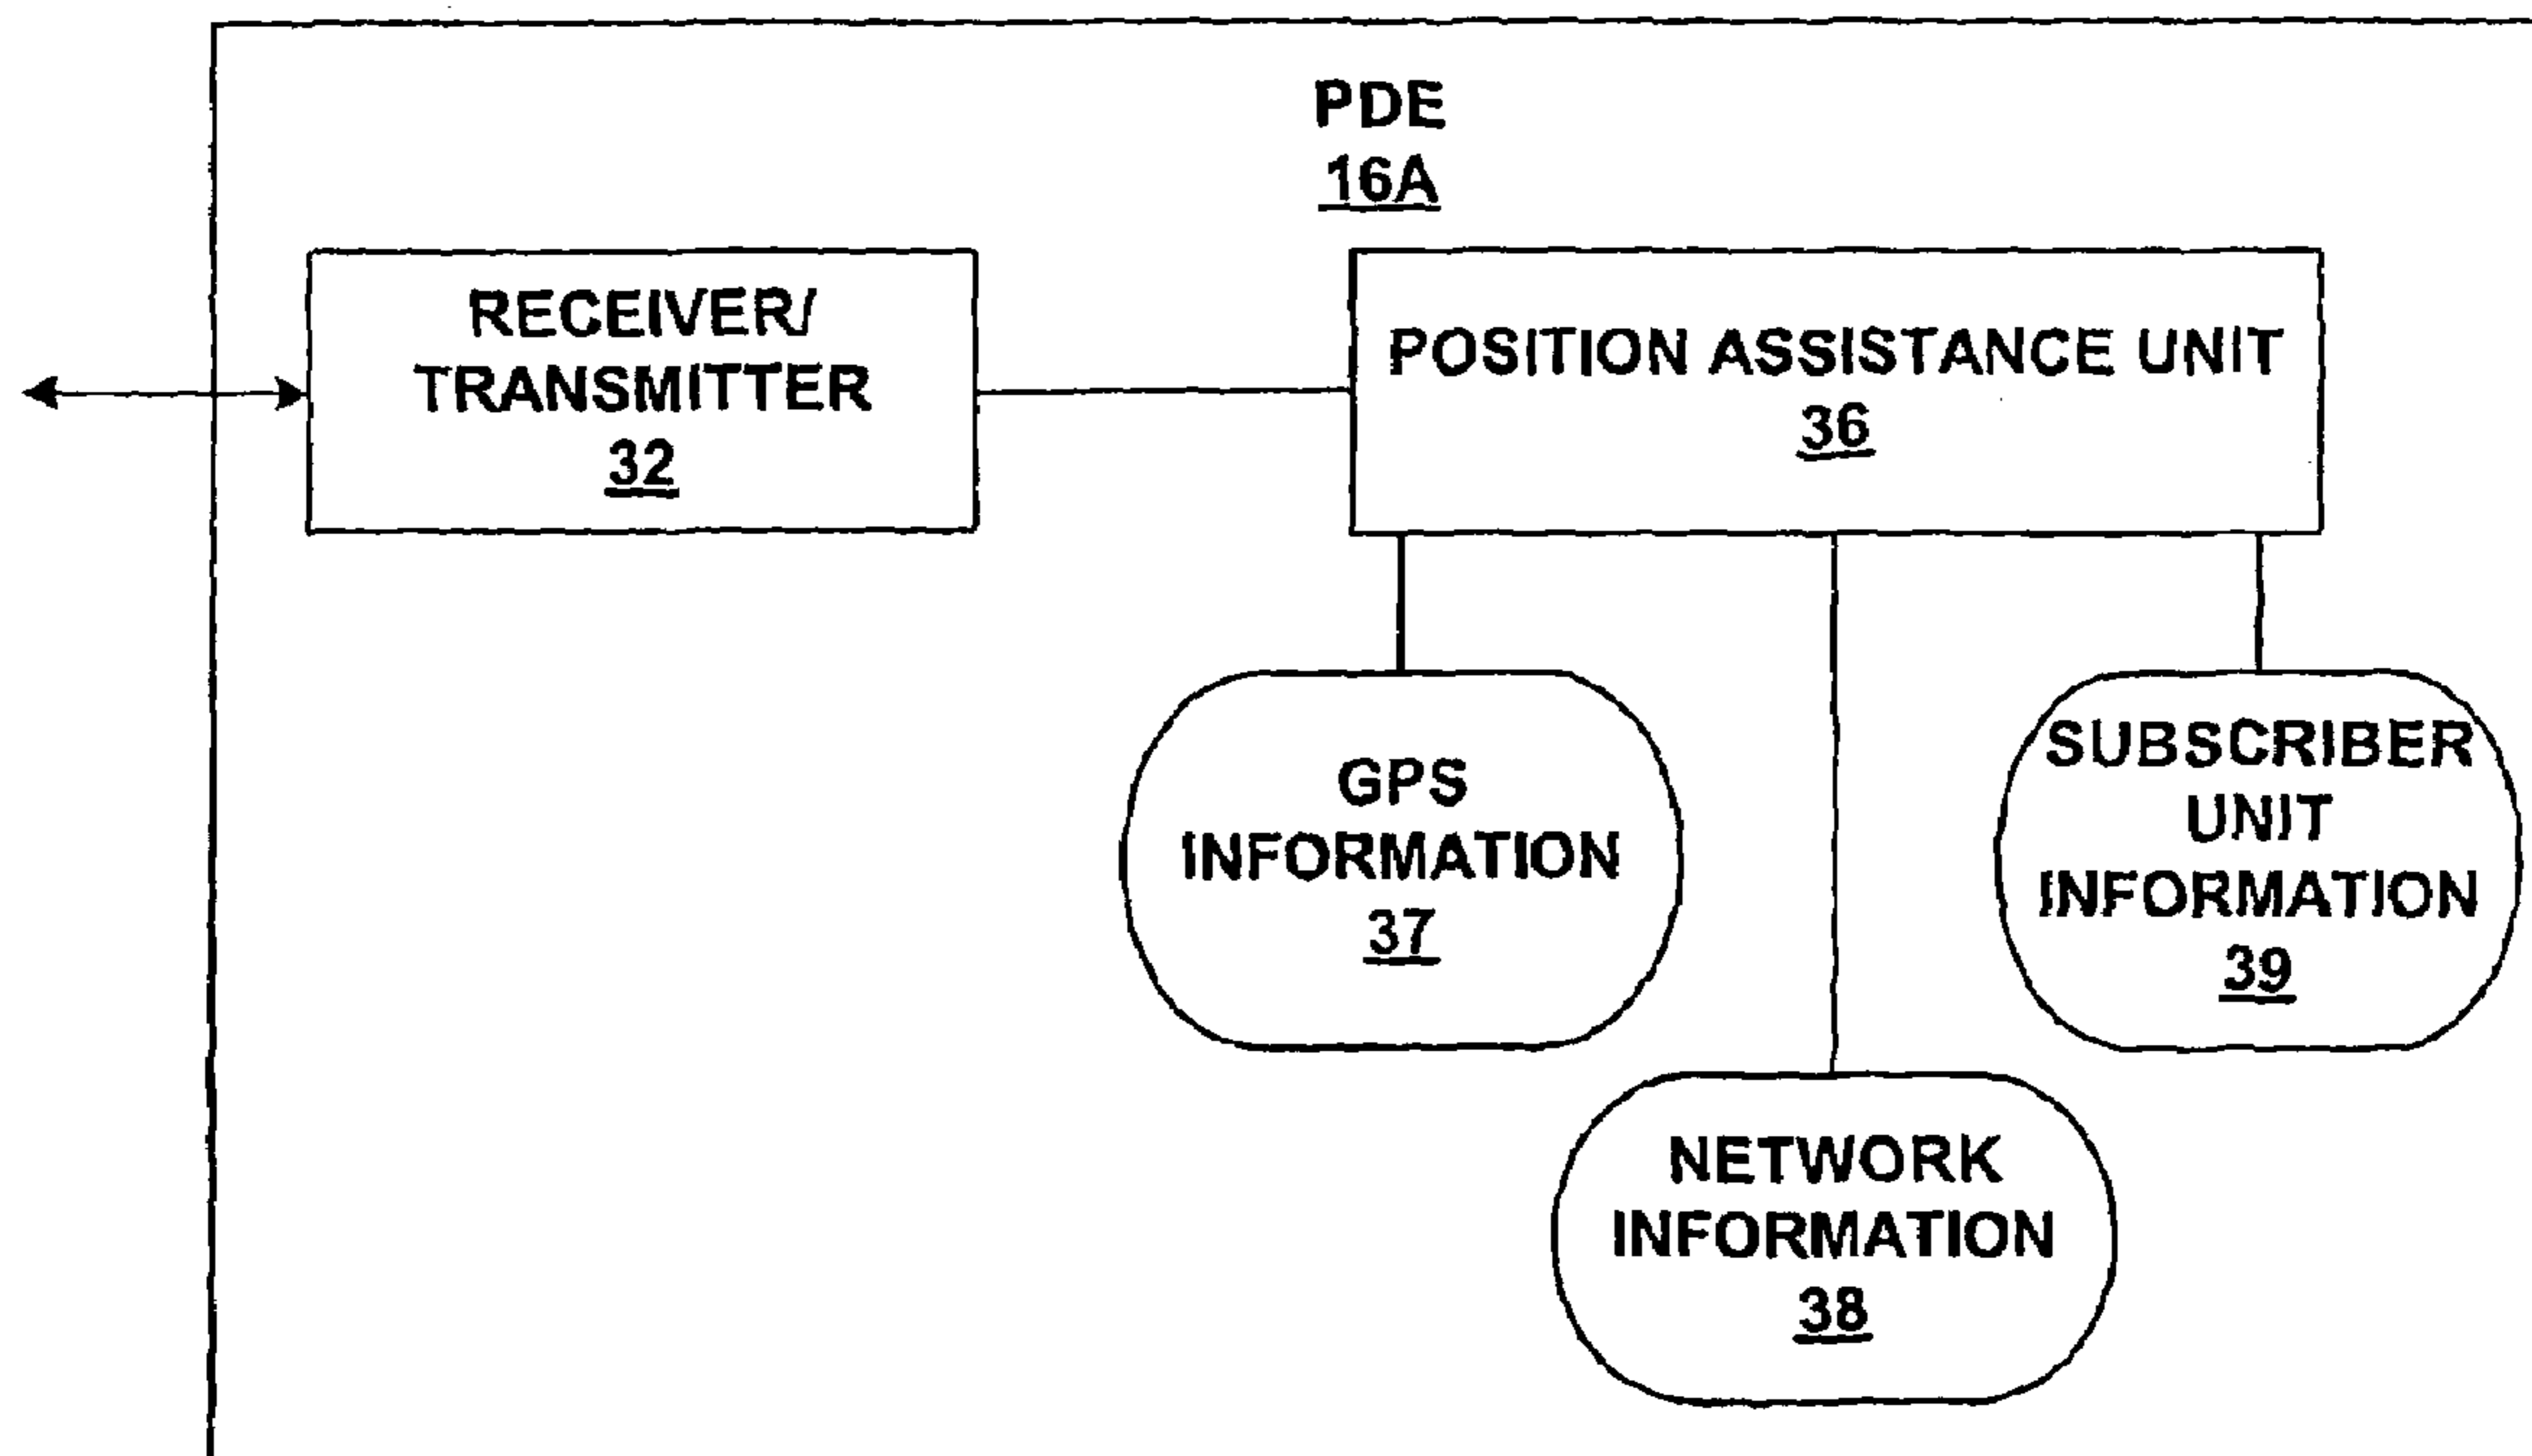 PDE
16A
RECEIVER/
TRANSMITTER
32
POSITION ASSISTANCE UNIT
36
GPS
INFORMATION
37
SUBSCRIBER
UNIT
INFORMATION
39
NETWORK
INFORMATION
38